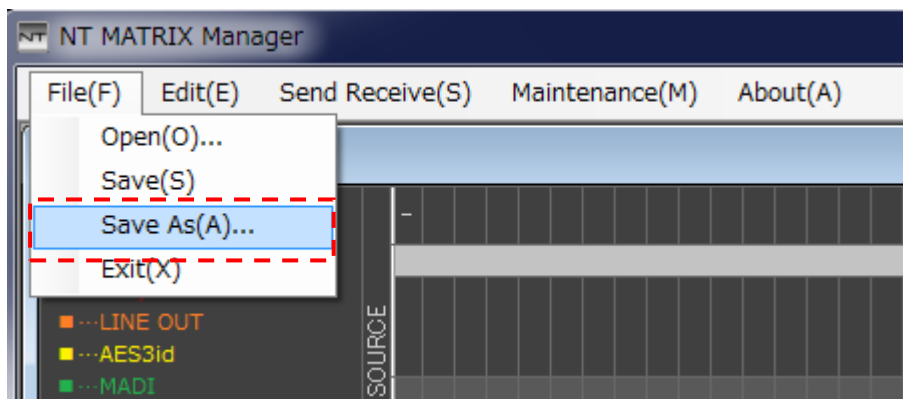 NT NT MATRIX Manager
File(F) Edit(E) Send Receive(S) Maintenance(M) About(A)
Open(O)...
Save(S)
Save As(A)...
Exit(X)
–
SOURCE
■···LINE OUT
■···AES3id
■···MADI